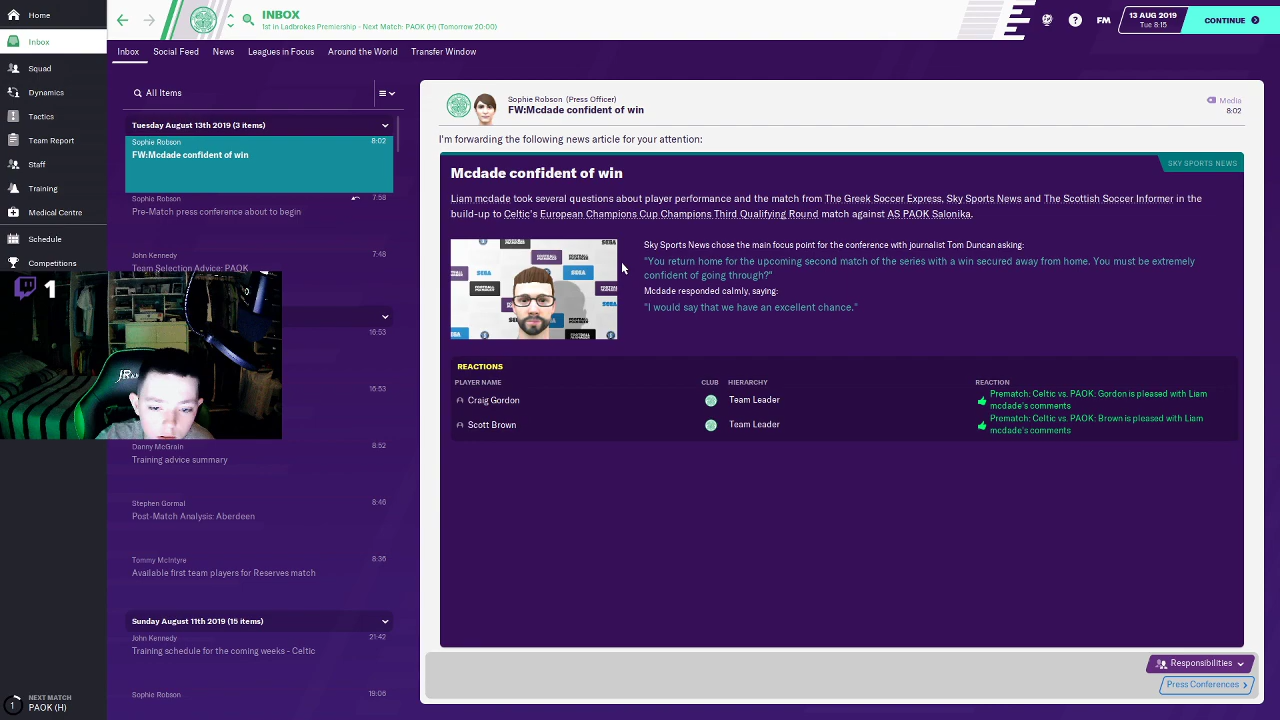 Home
INBOX
1st in Ladbrokes Premiership - Next Match: PAOK (H) (Tomorrow 20:00)
?
FM
13 AUG 2019
Tue 8:15
CONTINUE
Inbox
Squad
Dynamics
Tactics
Team Report
Staff
Training
Medical Centre
Schedule
Competitions
1
NEXT MATCH
1 PAOK (H)
Inbox Social Feed News Leagues in Focus Around the World Transfer Window
All Items
Tuesday August 13th 2019 (3 items)
Sophie Robson 8:02
FW:Mcdade confident of win
Sophie Robson 7:58
Pre-Match press conference about to begin
John Kennedy 7:48
Team Selection Advice: PAOK
16:53
16:53
Danny McGrain 8:52
Training advice summary
Stephen Gormal 8:46
Post-Match Analysis: Aberdeen
Tommy McIntyre 8:36
Available first team players for Reserves match
Sunday August 11th 2019 (15 items)
John Kennedy 21:42
Training schedule for the coming weeks - Celtic
Sophie Robson 19:06
Sophie Robson (Press Officer)
FW:Mcdade confident of win
Media
8:02
I'm forwarding the following news article for your attention:
SKY SPORTS NEWS
Mcdade confident of win
Liam mcdade took several questions about player performance and the match from The Greek Soccer Express, Sky Sports News and The Scottish Soccer Informer in the
build-up to Celtic's European Champions Cup Champions Third Qualifying Round match against AS PAOK Salonika.
SEGA
FOOTBALL MANAGER
SEGA
SEGA
Sky Sports News chose the main focus point for the conference with journalist Tom Duncan asking:
"You return home for the upcoming second match of the series with a win secured away from home. You must be extremely
confident of going through?"
Mcdade responded calmly, saying:
"I would say that we have an excellent chance."
REACTIONS
PLAYER NAME CLUB HIERARCHY REACTION
Craig Gordon Team Leader Prematch: Celtic vs. PAOK: Gordon is pleased with Liam
mcdade's comments
Scott Brown Team Leader Prematch: Celtic vs. PAOK: Brown is pleased with Liam
mcdade's comments
Responsibilities
Press Conferences